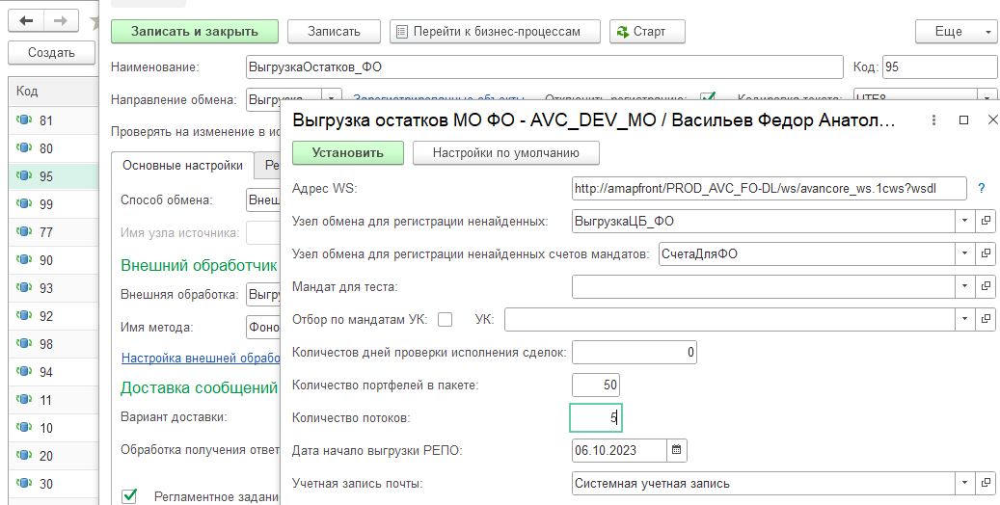 Записать и закрыть Записать Перейти к бизнес-процессам Старт Еще
Создать
Наименование: ВыгрузкаОстатков_ФО Код: 95
Код
Направление обмена: Выгрузка Зарегистрированные объекты Отключить регистрацию: Кодировка текста: UTF8
81
80
95
99
77
90
93
92
98
94
11
10
20
30
Проверять на изменение в ис
Основные настройки Ре
Способ обмена: Внеш
Имя узла источника:
Внешний обработчик
Внешняя обработка: Выгру
Имя метода: Фоно
Настройка внешней обрабо
Доставка сообщений
Вариант доставки:
Обработка получения ответ
Регламентное задани
Выгрузка остатков МО ФО - AVC_DEV_MO / Васильев Федор Анатол...
Установить Настройки по умолчанию
Адрес WS: http://amapfront/PROD_AVC_FO-DL/ws/avancore_ws.1cws?wsdl ?
Узел обмена для регистрации ненайденных: ВыгрузкаЦБ_ФО
Узел обмена для регистрации ненайденных счетов мандатов: СчетаДляФО
Мандат для теста:
Отбор по мандатам УК: УК:
Количестов дней проверки исполнения сделок: 0
Количество портфелей в пакете: 50
Количество потоков: 5
Дата начало выгрузки РЕПО: 06.10.2023
Учетная запись почты: Системная учетная запись